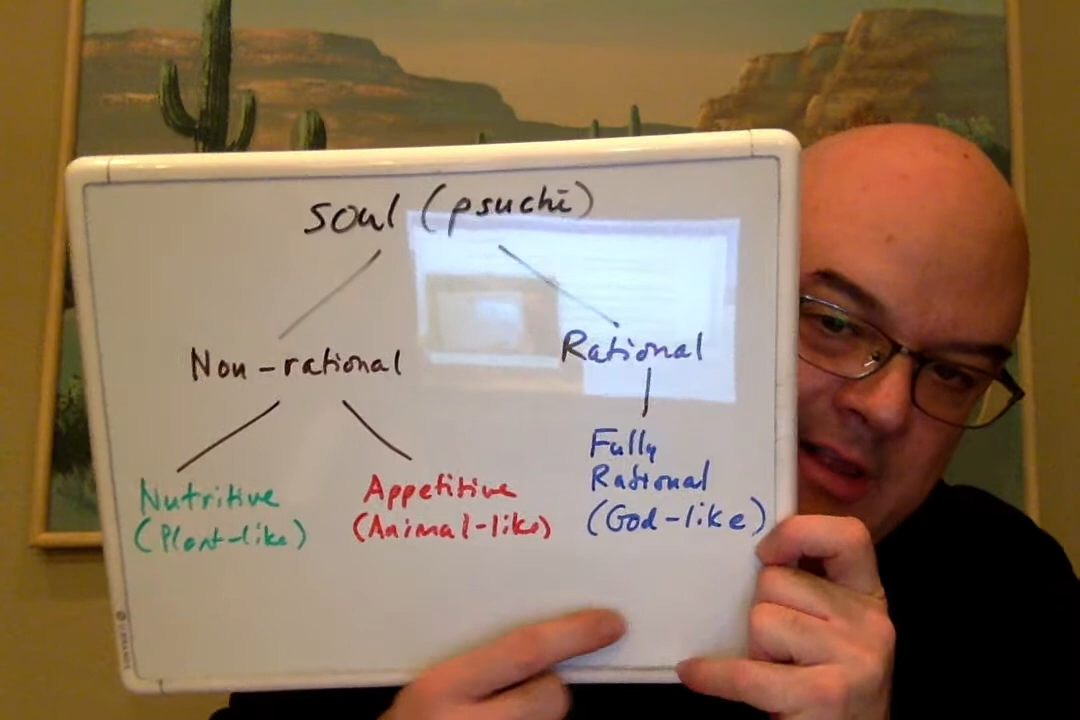 soul (psuchē)
Non-rational
Rational
Nutritive
(Plant-like)
Appetitive
(Animal-like)
Fully
Rational
(God-like)